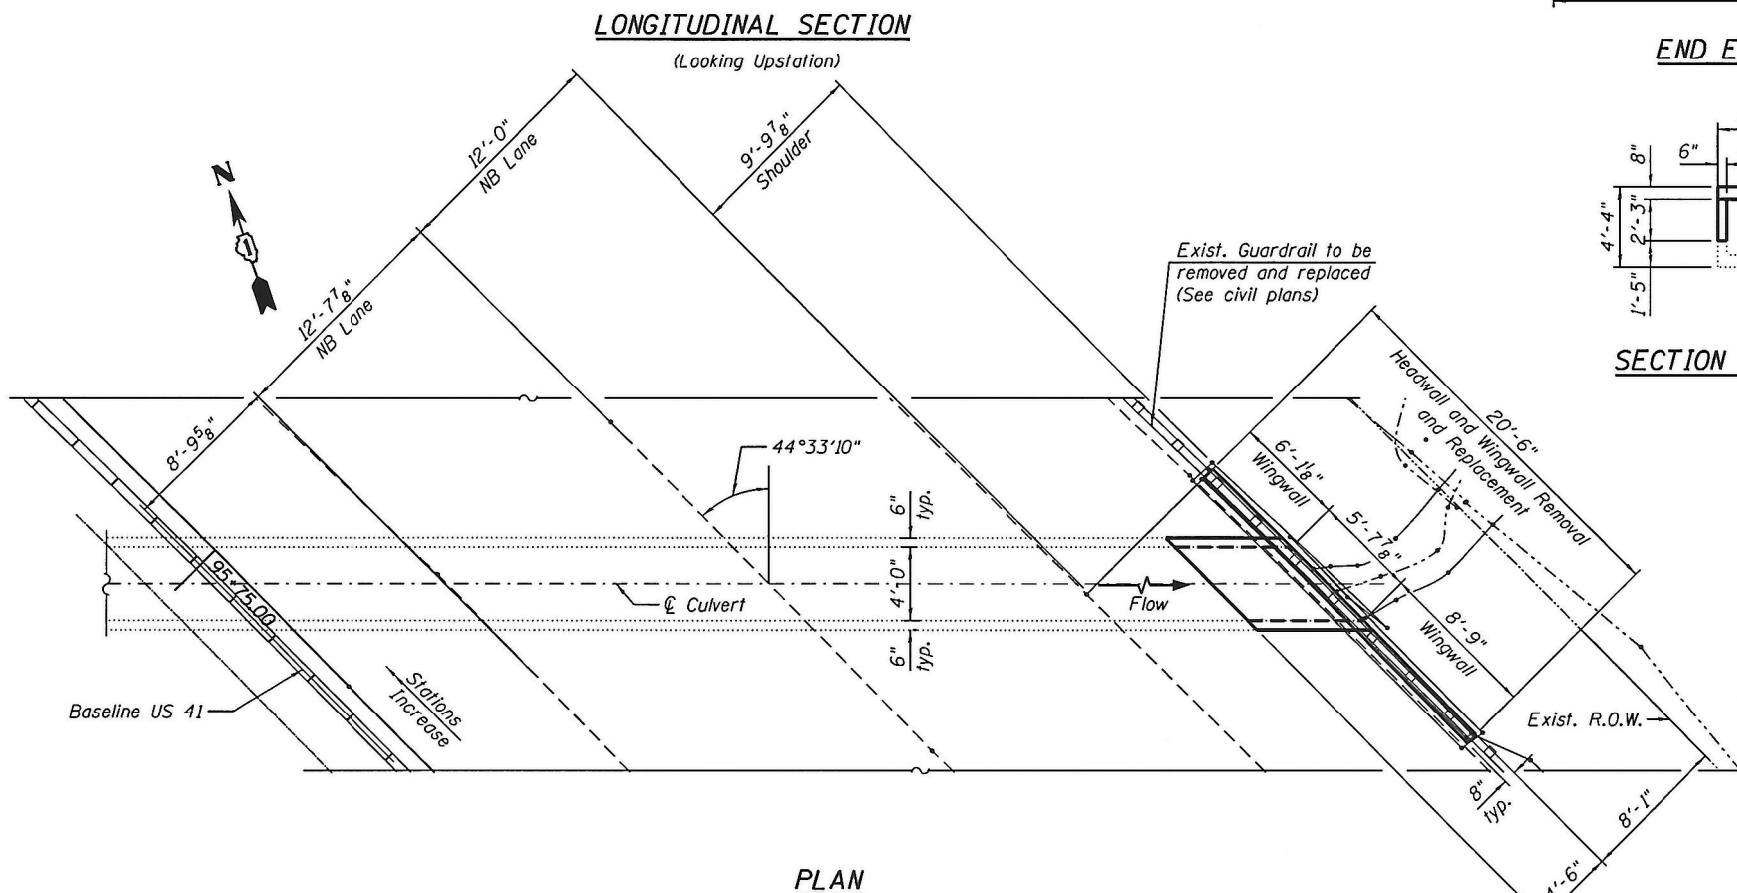 LONGITUDINAL SECTION
(Looking Upstation)
END E
12'-0"
NB Lane
9'-9 7/8"
Shoulder
N
12'-7 7/8"
NB Lane
8'-9 5/8"
44°33'10"
Exist. Guardrail to be
removed and replaced
(See civil plans)
6"
8"
4'-4"
2'-3"
1'-5"
SECTION
20'-6"
Headwall and Wingwall Removal
and Replacement
6'-1 1/8"
Wingwall
5'-7 7/8"
8'-9"
Wingwall
6"
typ.
4'-0"
6"
typ.
℄ Culvert
Flow
95+75.00
Baseline US 41
Stations
Increase
Exist. R.O.W.
8"
typ.
8'-1"
4'-6"
PLAN